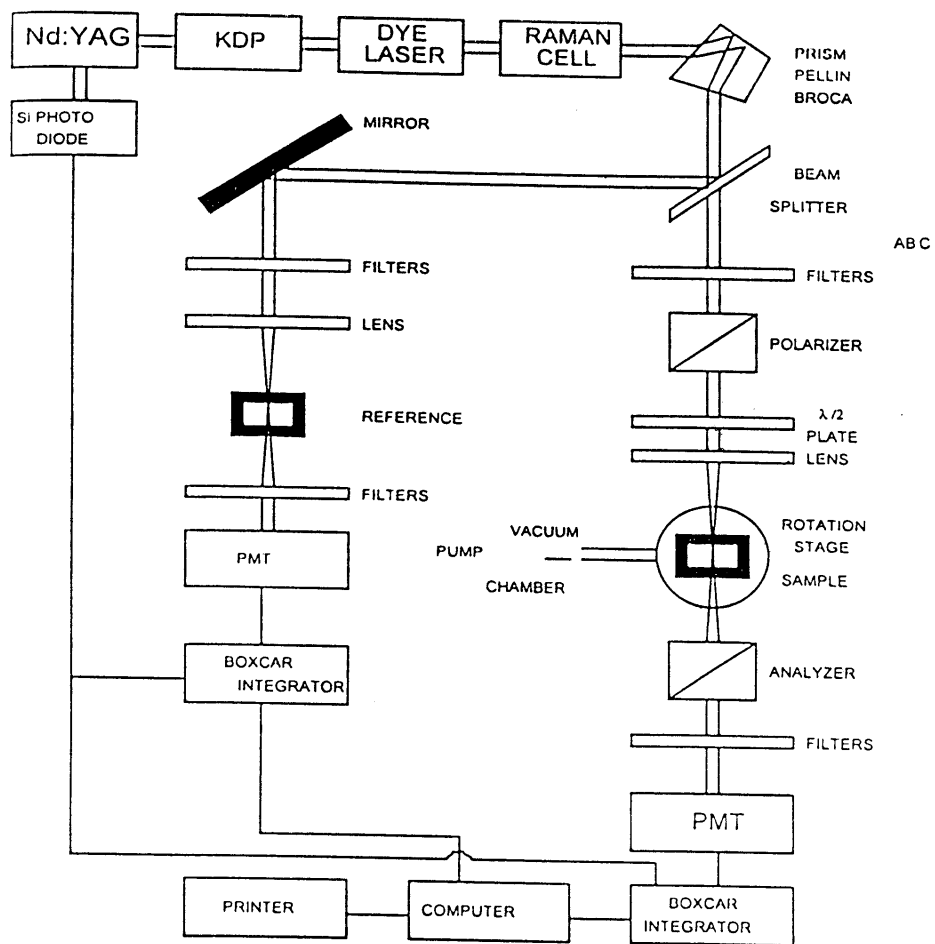 Nd:YAG
KDP
DYE
LASER
RAMAN
CELL
PRISM
PELLIN
BROCA
Si PHOTO
DIODE
MIRROR
BEAM
SPLITTER
ABC
FILTERS
FILTERS
LENS
POLARIZER
REFERENCE
λ/2
PLATE
LENS
FILTERS
VACUUM
PUMP
CHAMBER
ROTATION
STAGE
SAMPLE
PMT
BOXCAR
INTEGRATOR
ANALYZER
FILTERS
PMT
PRINTER
COMPUTER
BOXCAR
INTEGRATOR